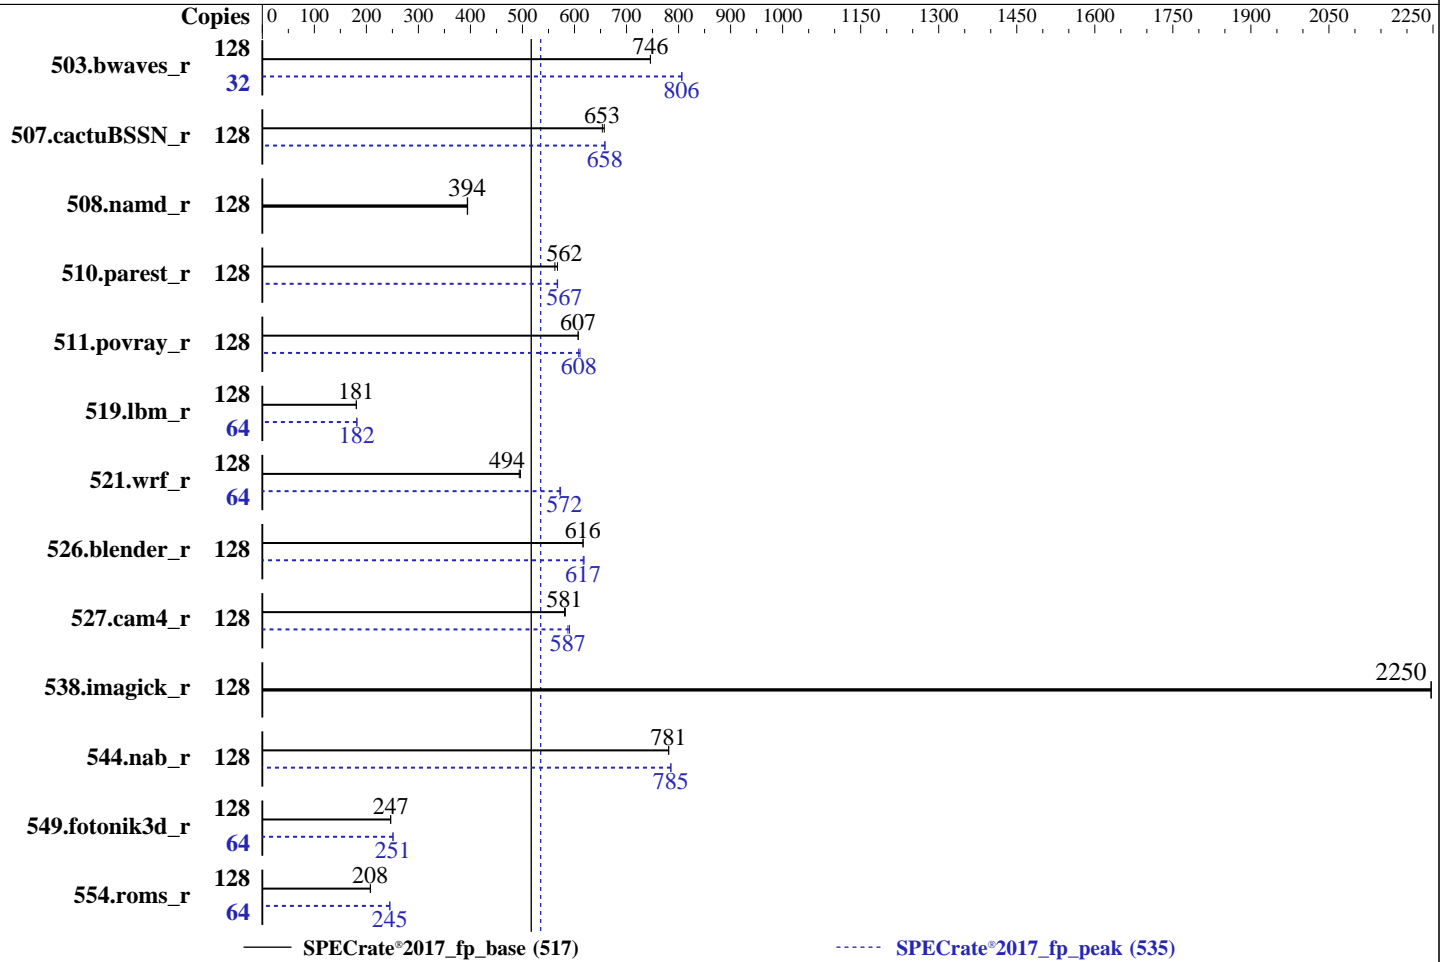 Copies 0 100 200 300 400 500 600 700 800 900 1000 1150 1300 1450 1600 1750 1900 2050 2250
503.bwaves_r 128 746
32 806
507.cactuBSSN_r 128 653
658
508.namd_r 128 394
510.parest_r 128 562
567
511.povray_r 128 607
608
519.lbm_r 128 181
64 182
521.wrf_r 128 494
64 572
526.blender_r 128 616
617
527.cam4_r 128 581
587
538.imagick_r 128 2250
544.nab_r 128 781
785
549.fotonik3d_r 128 247
64 251
554.roms_r 128 208
64 245
SPECrate®2017_fp_base (517) SPECrate®2017_fp_peak (535)